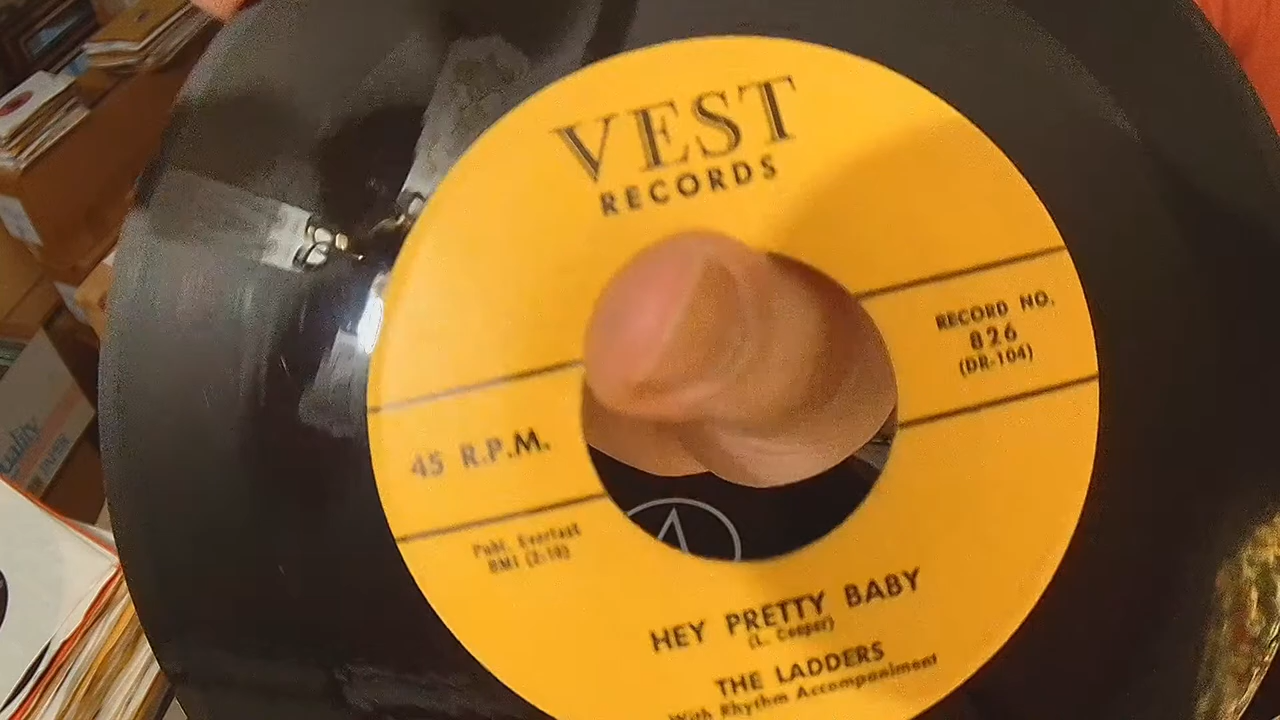 VEST
RECORDS
RECORD NO.
826
(DR-104)
45 R.P.M.
Publ. Everlast
BMI (2:10)
HEY PRETTY BABY
(L. Cooper)
THE LADDERS
With Rhythm Accompaniment
uality